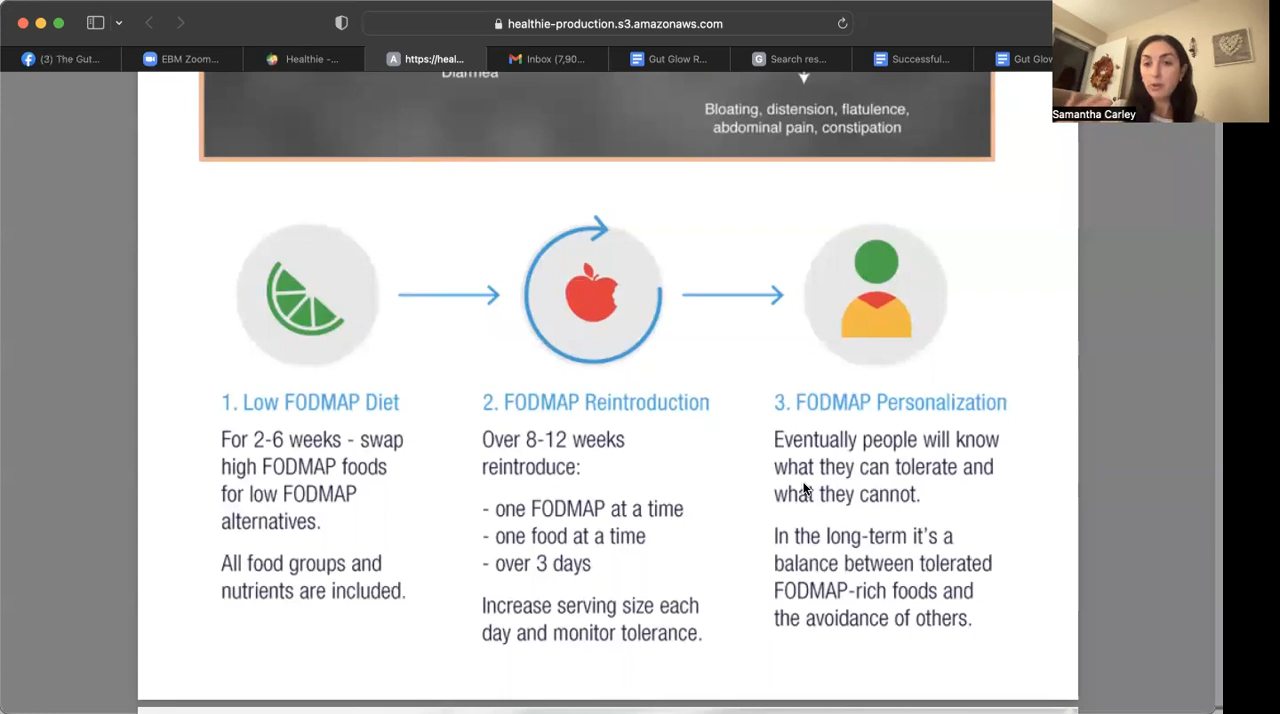 healthie-production.s3.amazonaws.com
(3) The Gut...
EBM Zoom...
Healthie -...
A
https://heal...
Inbox (7,90...
Gut Glow R...
G
Search res...
Successful...
Gut Glow
Samantha Carley
Diarrhea
Bloating, distension, flatulence,
abdominal pain, constipation
1. Low FODMAP Diet
For 2-6 weeks - swap
high FODMAP foods
for low FODMAP
alternatives.
All food groups and
nutrients are included.
2. FODMAP Reintroduction
Over 8-12 weeks
reintroduce:
- one FODMAP at a time
- one food at a time
- over 3 days
Increase serving size each
day and monitor tolerance.
3. FODMAP Personalization
Eventually people will know
what they can tolerate and
what they cannot.
In the long-term it's a
balance between tolerated
FODMAP-rich foods and
the avoidance of others.